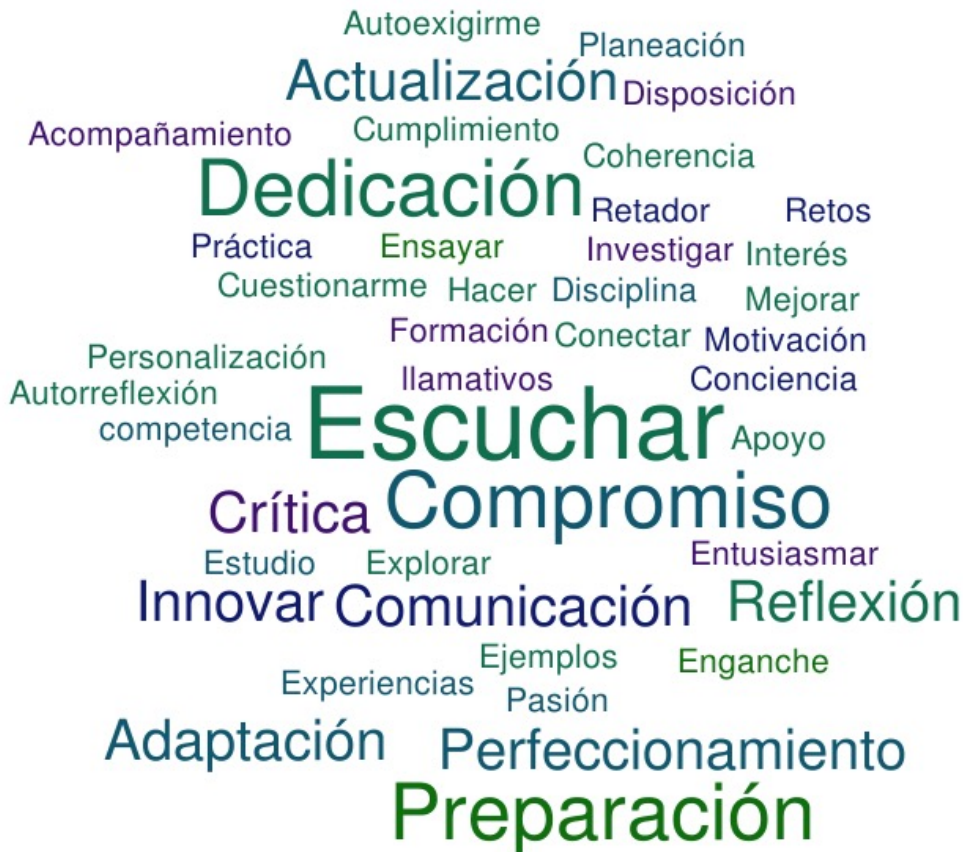 Autoexigirme
Planeación
Actualización Disposición
Acompañamiento Cumplimiento
Coherencia
Dedicación Retador Retos
Práctica Ensayar Investigar Interés
Cuestionarme Hacer Disciplina Mejorar
Formación Conectar Motivación
Personalización
llamativos Conciencia
Autorreflexión
competencia Escuchar Apoyo
Crítica Compromiso
Estudio Explorar Entusiasmar
Innovar Comunicación Reflexión
Ejemplos Enganche
Experiencias Pasión
Adaptación Perfeccionamiento
Preparación